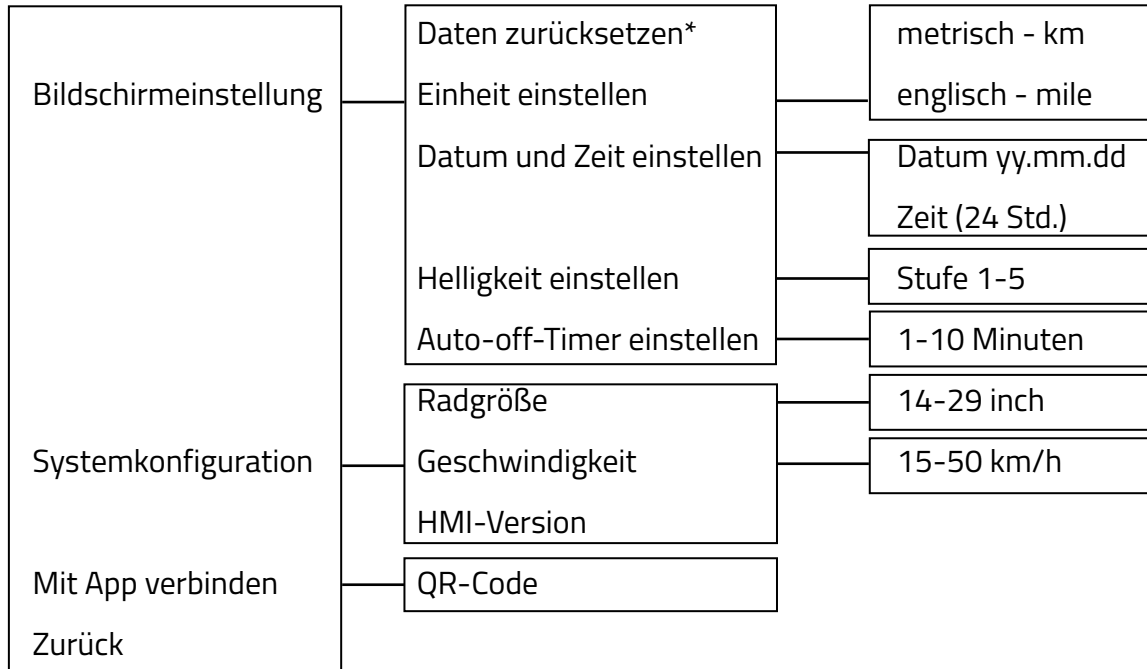 Bildschirmeinstellung
Daten zurücksetzen*
Einheit einstellen
metrisch - km
englisch - mile
Datum und Zeit einstellen
Datum yy.mm.dd
Zeit (24 Std.)
Helligkeit einstellen
Stufe 1-5
Auto-off-Timer einstellen
1-10 Minuten
Systemkonfiguration
Radgröße
14-29 inch
Geschwindigkeit
15-50 km/h
HMI-Version
Mit App verbinden
QR-Code
Zurück